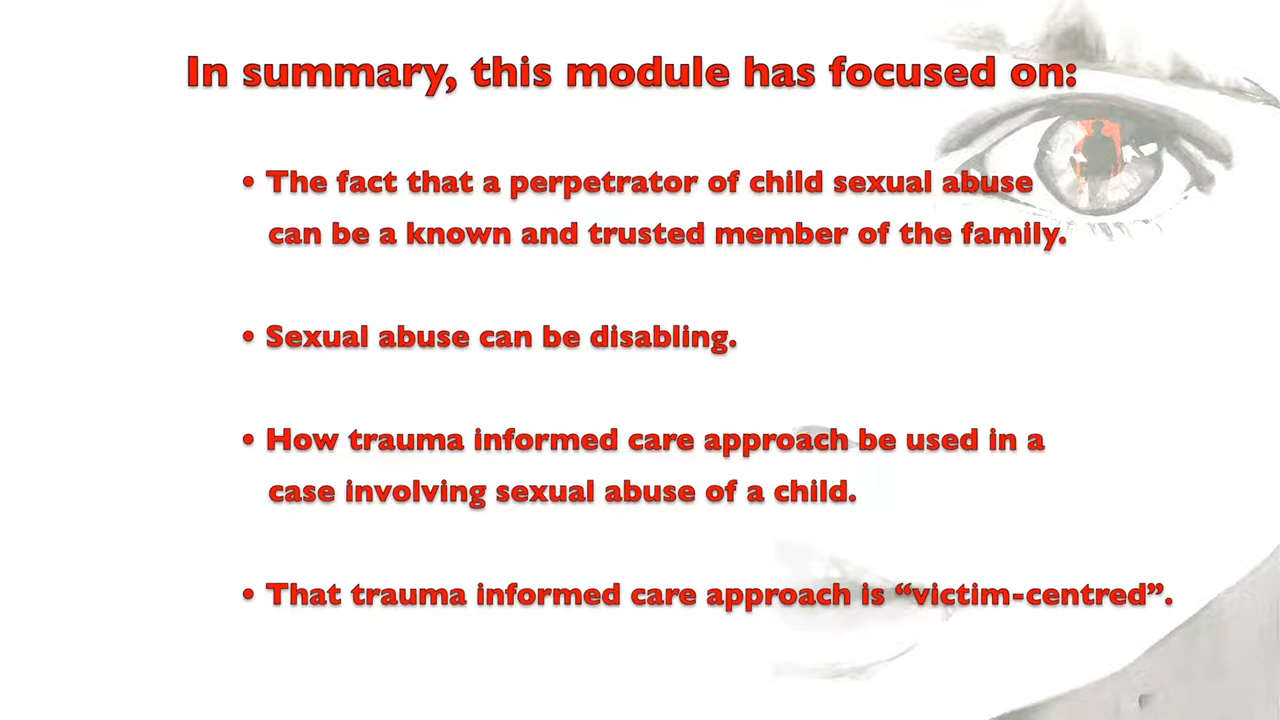 In summary, this module has focused on:
• The fact that a perpetrator of child sexual abuse
can be a known and trusted member of the family.
• Sexual abuse can be disabling.
• How trauma informed care approach be used in a
case involving sexual abuse of a child.
• That trauma informed care approach is “victim-centred”.